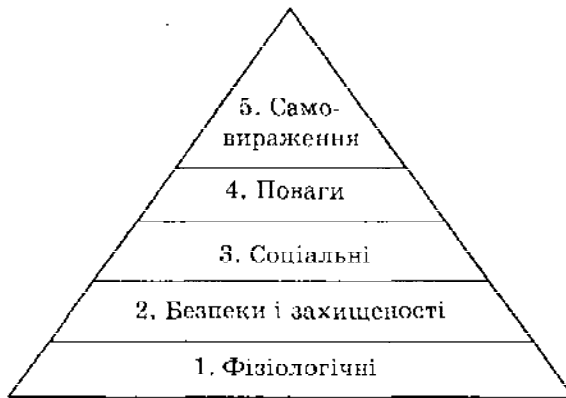 5. Само-
вираження
4. Поваги
3. Соціальні
2. Безпеки і захищеності
1. Фізіологічні